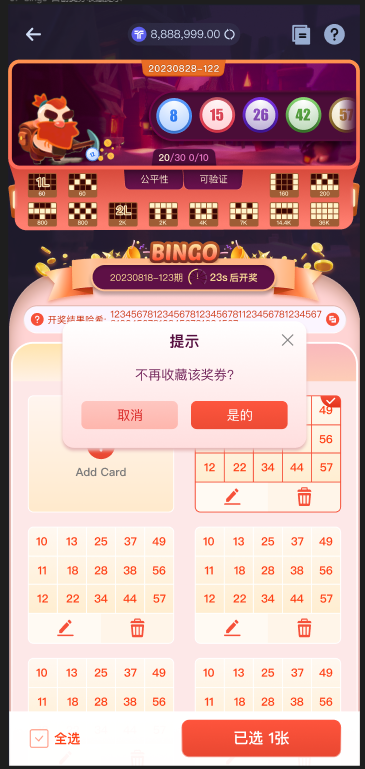 8,888,999.00
20230828-122
8 15 26 42 57
20/30 0/10
公平性 可验证
1L
60 60 160 200
2L
800 800 2K 2K 4K 7K 14.4K 36K
BINGO
20230818-123期 23s 后开奖
开奖结果哈希: 1234567812345678123456781123456781234567
提示
不再收藏该奖券?
取消 是的
49
56
Add Card
12 22 34 44 57
10 13 25 37 49 10 13 25 37 49
11 18 28 38 56 11 18 28 38 56
12 22 34 44 57 12 22 34 44 57
10 13 25 37 49 10 13 25 37 49
11 18 28 38 56 11 18 28 38 56
全选 已选 1张